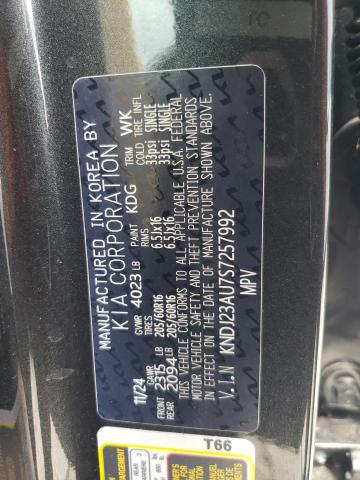 MANUFACTURED IN KOREA BY
KIA CORPORATION
11/24 GVWR 4023 LB PAINT KDG TRIM WK
GAWR TIRES RIMS COLD TIRE INFL
FRONT 2315 LB 205/60R16 6.5Jx16 33psi SINGLE
REAR 2094 LB 205/60R16 6.5Jx16 33psi SINGLE
THIS VEHICLE CONFORMS TO ALL APPLICABLE U.S.A. FEDERAL
MOTOR VEHICLE SAFETY AND THEFT PREVENTION STANDARDS
IN EFFECT ON THE DATE OF MANUFACTURE SHOWN ABOVE.
V.I.N KNDJ23AU7S7257992
MPV
T66